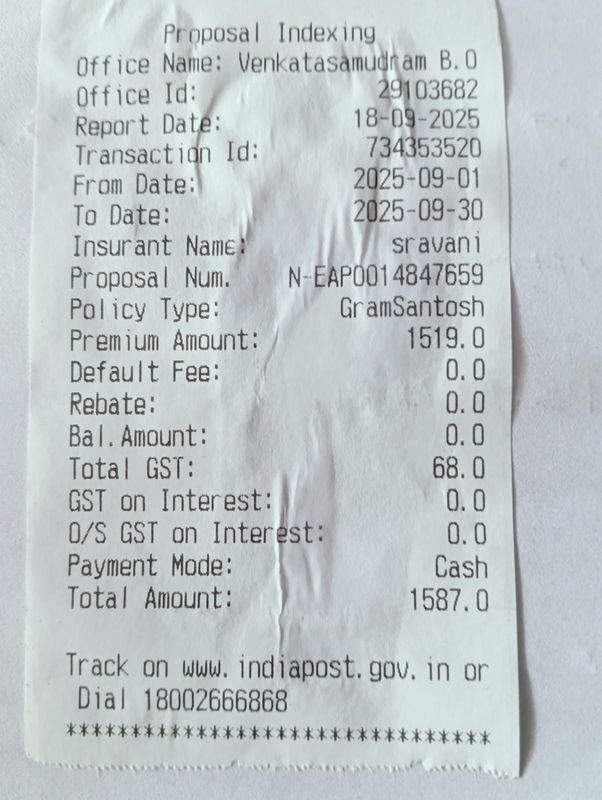 Proposal Indexing
Office Name: Venkatasamudram B.O
Office Id: 29103682
Report Date: 18-09-2025
Transaction Id: 734353520
From Date: 2025-09-01
To Date: 2025-09-30
Insurant Name: sravani
Proposal Num. N-EAP0014847659
Policy Type: GramSantosh
Premium Amount: 1519.0
Default Fee: 0.0
Rebate: 0.0
Bal.Amount: 0.0
Total GST: 68.0
GST on Interest: 0.0
O/S GST on Interest: 0.0
Payment Mode: Cash
Total Amount: 1587.0
Track on www.indiapost.gov.in or
Dial 18002666868
********************************